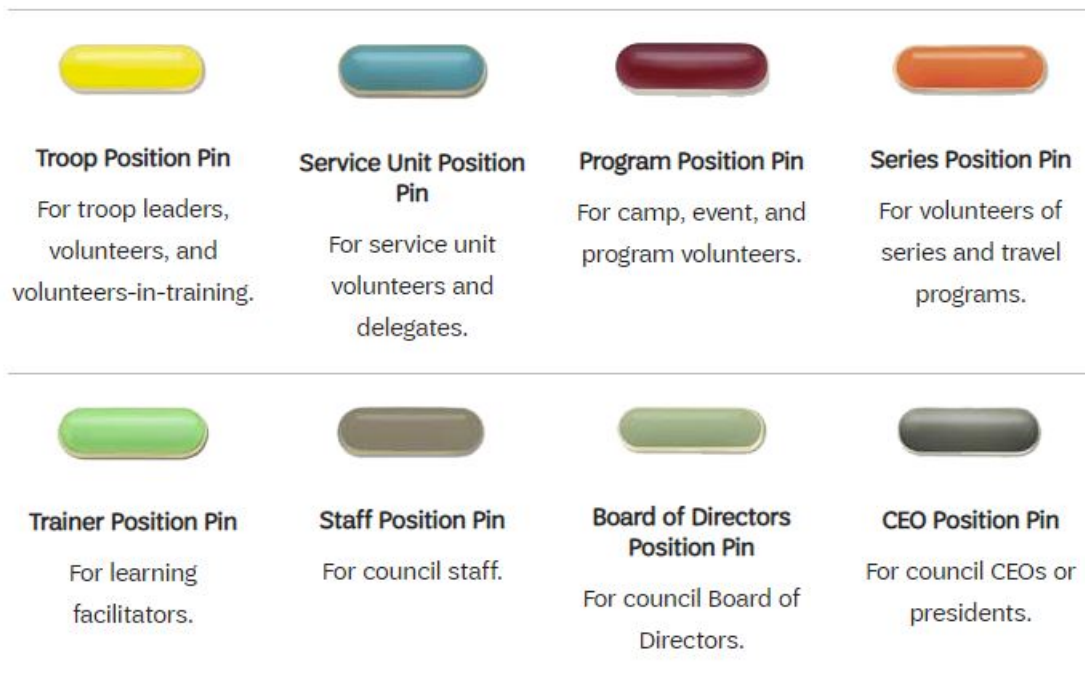 Troop Position Pin
For troop leaders,
volunteers, and
volunteers-in-training.
Service Unit Position
Pin
For service unit
volunteers and
delegates.
Program Position Pin
For camp, event, and
program volunteers.
Series Position Pin
For volunteers of
series and travel
programs.
Trainer Position Pin
For learning
facilitators.
Staff Position Pin
For council staff.
Board of Directors
Position Pin
For council Board of
Directors.
CEO Position Pin
For council CEOs or
presidents.